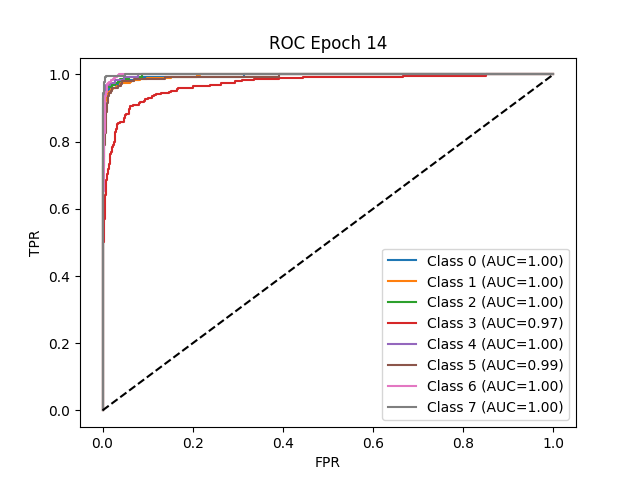 ROC Epoch 14
TPR
1.0
0.8
0.6
0.4
0.2
0.0
Class 0 (AUC=1.00)
Class 1 (AUC=1.00)
Class 2 (AUC=1.00)
Class 3 (AUC=0.97)
Class 4 (AUC=1.00)
Class 5 (AUC=0.99)
Class 6 (AUC=1.00)
Class 7 (AUC=1.00)
0.0 0.2 0.4 0.6 0.8 1.0
FPR